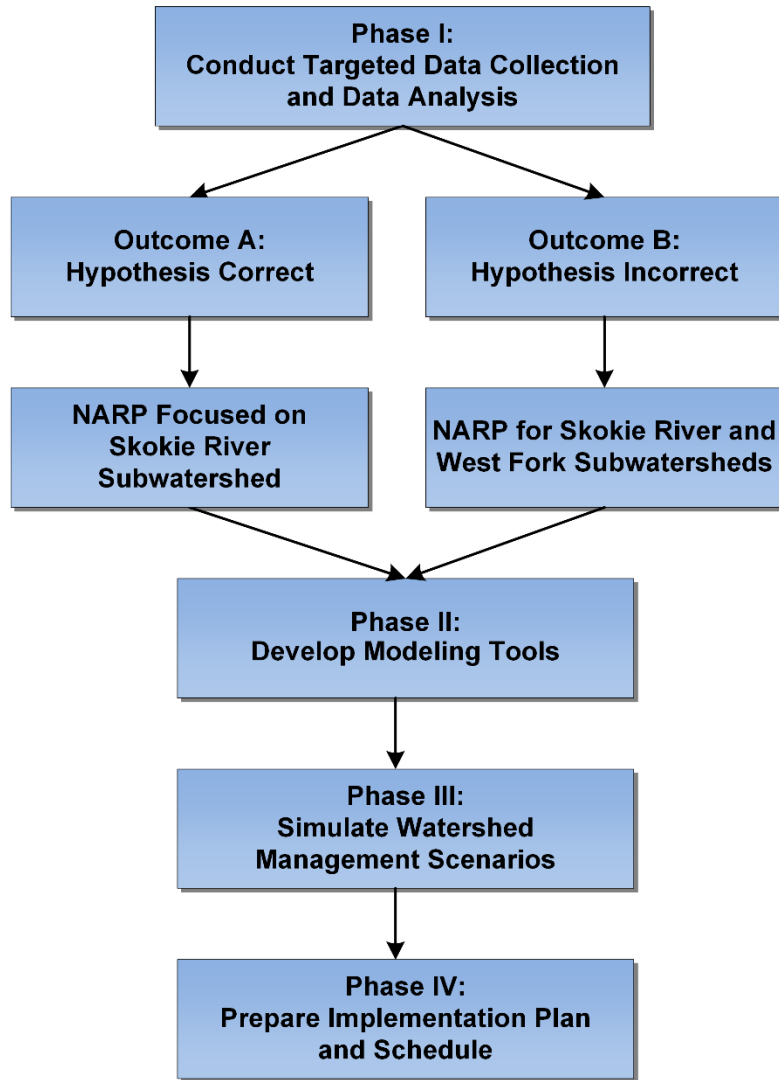 Phase I:
Conduct Targeted Data Collection
and Data Analysis
Outcome A:
Hypothesis Correct
Outcome B:
Hypothesis Incorrect
NARP Focused on
Skokie River
Subwatershed
NARP for Skokie River and
West Fork Subwatersheds
Phase II:
Develop Modeling Tools
Phase III:
Simulate Watershed
Management Scenarios
Phase IV:
Prepare Implementation Plan
and Schedule